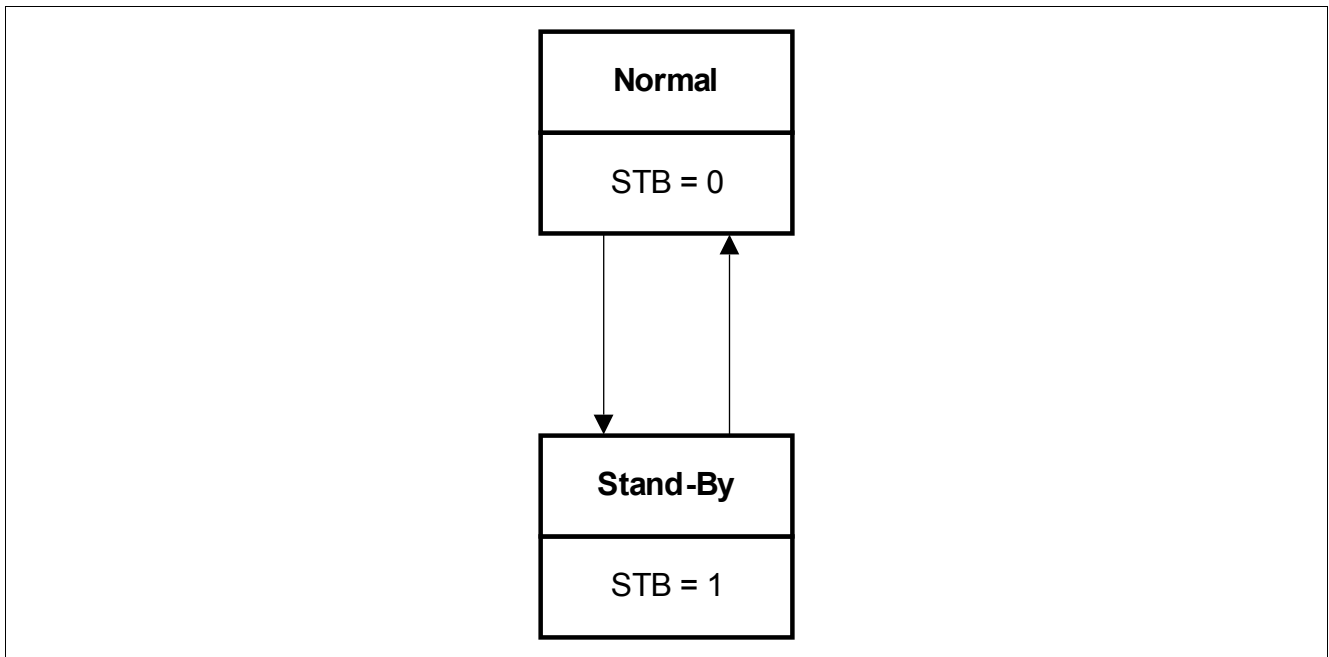 Normal
STB = 0
Stand-By
STB = 1